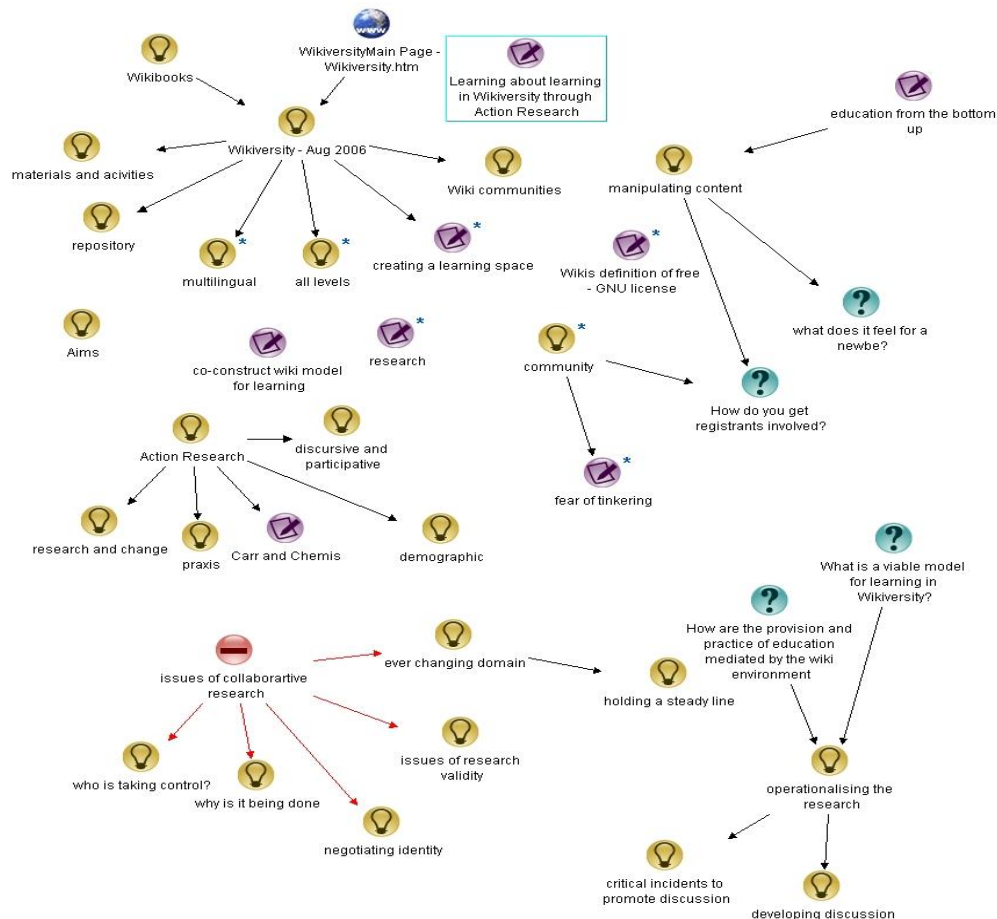 www
Wikibooks
WikiversityMain Page -
Wikiversity.htm
Learning about learning
in Wikiversity through
Action Research
education from the bottom
up
materials and acivities
Wikiversity - Aug 2006
Wiki communities
manipulating content
repository
*
multilingual
*
all levels
*
creating a learning space
*
Wikis definition of free
- GNU license
?
what does it feel for a
newbe?
Aims
co-construct wiki model
for learning
*
research
*
community
?
How do you get
registrants involved?
Action Research
discursive and
participative
*
fear of tinkering
research and change
praxis
Carr and Chemis
demographic
?
What is a viable model
for learning in
Wikiversity?
?
How are the provision and
practice of education
mediated by the wiki
environment
issues of collaborartive
research
ever changing domain
holding a steady line
issues of research
validity
who is taking control?
why is it being done
negotiating identity
operationalising the
research
critical incidents to
promote discussion
developing discussion